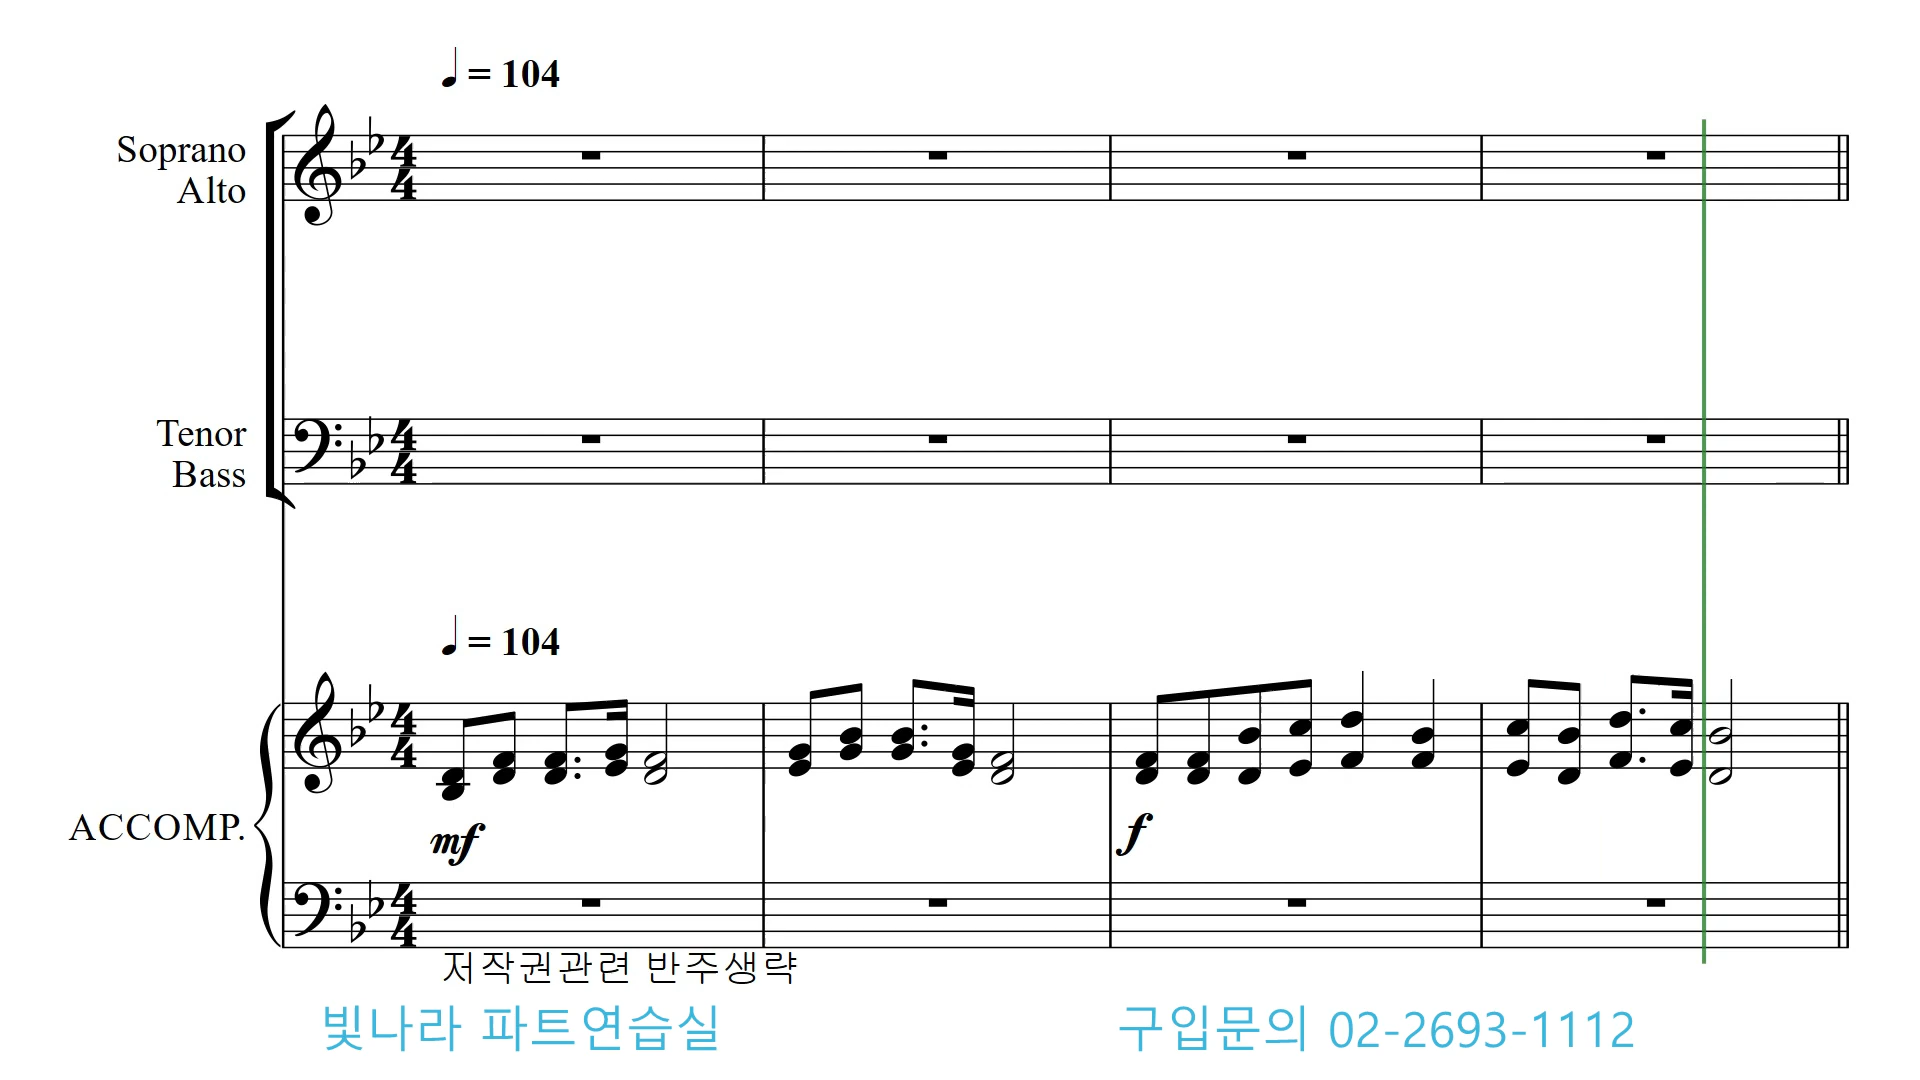 ♩ = 104
Soprano
Alto
Tenor
Bass
♩ = 104
ACCOMP.
mf
f
저작권관련 반주생략
빛나라 파트연습실
구입문의 02-2693-1112